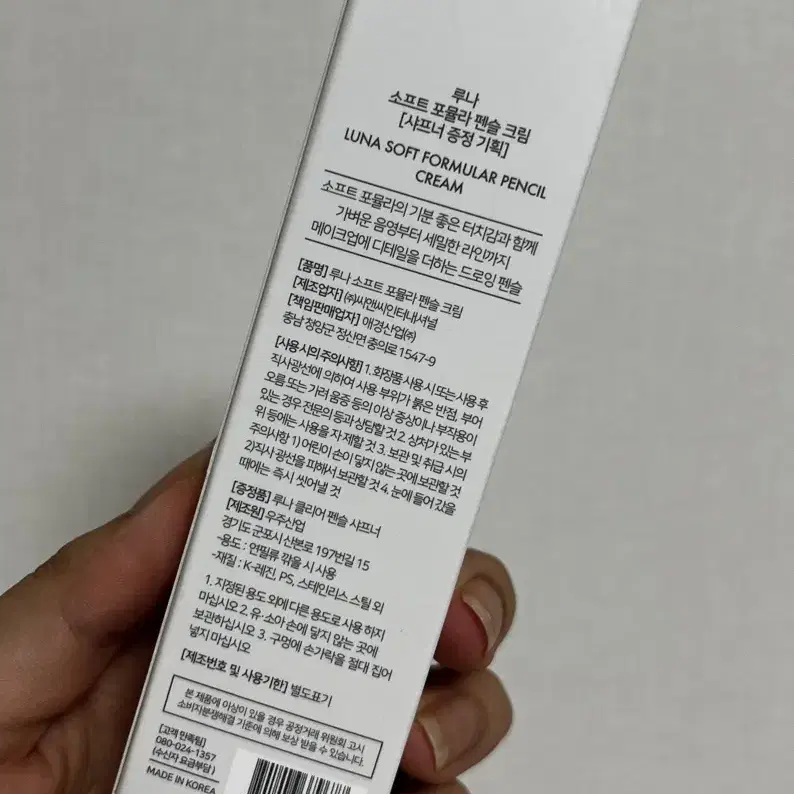 루나
소프트 포뮬라 펜슬 크림
[샤프너 증정 기획]
LUNA SOFT FORMULAR PENCIL
CREAM
소프트 포뮬라의 기분 좋은 터치감과 함께
가벼운 음영부터 세밀한 라인까지
메이크업에 디테일을 더하는 드로잉 펜슬
[품명] 루나 소프트 포뮬라 펜슬 크림
[제조업자] ㈜씨앤씨인터내셔널
[책임판매업자] 애경산업㈜
충남 청양군 정산면 충의로 1547-9
[사용 시의 주의사항] 1. 화장품 사용 시 또는 사용 후
직사광선에 의하여 사용 부위가 붉은 반점, 부어
오름 또는 가려움증 등의 이상 증상이나 부작용이
있는 경우 전문의 등과 상담할 것 2. 상처가 있는 부
위 등에는 사용을 자제할 것 3. 보관 및 취급 시의
주의사항 1) 어린이 손이 닿지 않는 곳에 보관할 것
2)직사 광선을 피해서 보관할 것 4. 눈에 들어 갔을
때에는 즉시 씻어낼 것
[증정품] 루나 클리어 펜슬 샤프너
[제조원] 우주산업
경기도 군포시 산본로 197번길 15
-용도 : 연필류 깎을 시 사용
-재질 : K-레진, PS, 스테인리스 스틸 외
1. 지정된 용도 외에 다른 용도로 사용 하지
마십시오 2. 유·소아 손에 닿지 않는 곳에
보관하십시오 3. 구멍에 손가락을 절대 집어
넣지 마십시오
[제조번호 및 사용기한] 별도표기
본 제품에 이상이 있을 경우 공정거래 위원회 고시
소비자분쟁해결 기준에 의해 보상 받을 수 있습니다.
[고객 만족팀]
080-024-1357
(수신자 요금부담)
MADE IN KOREA